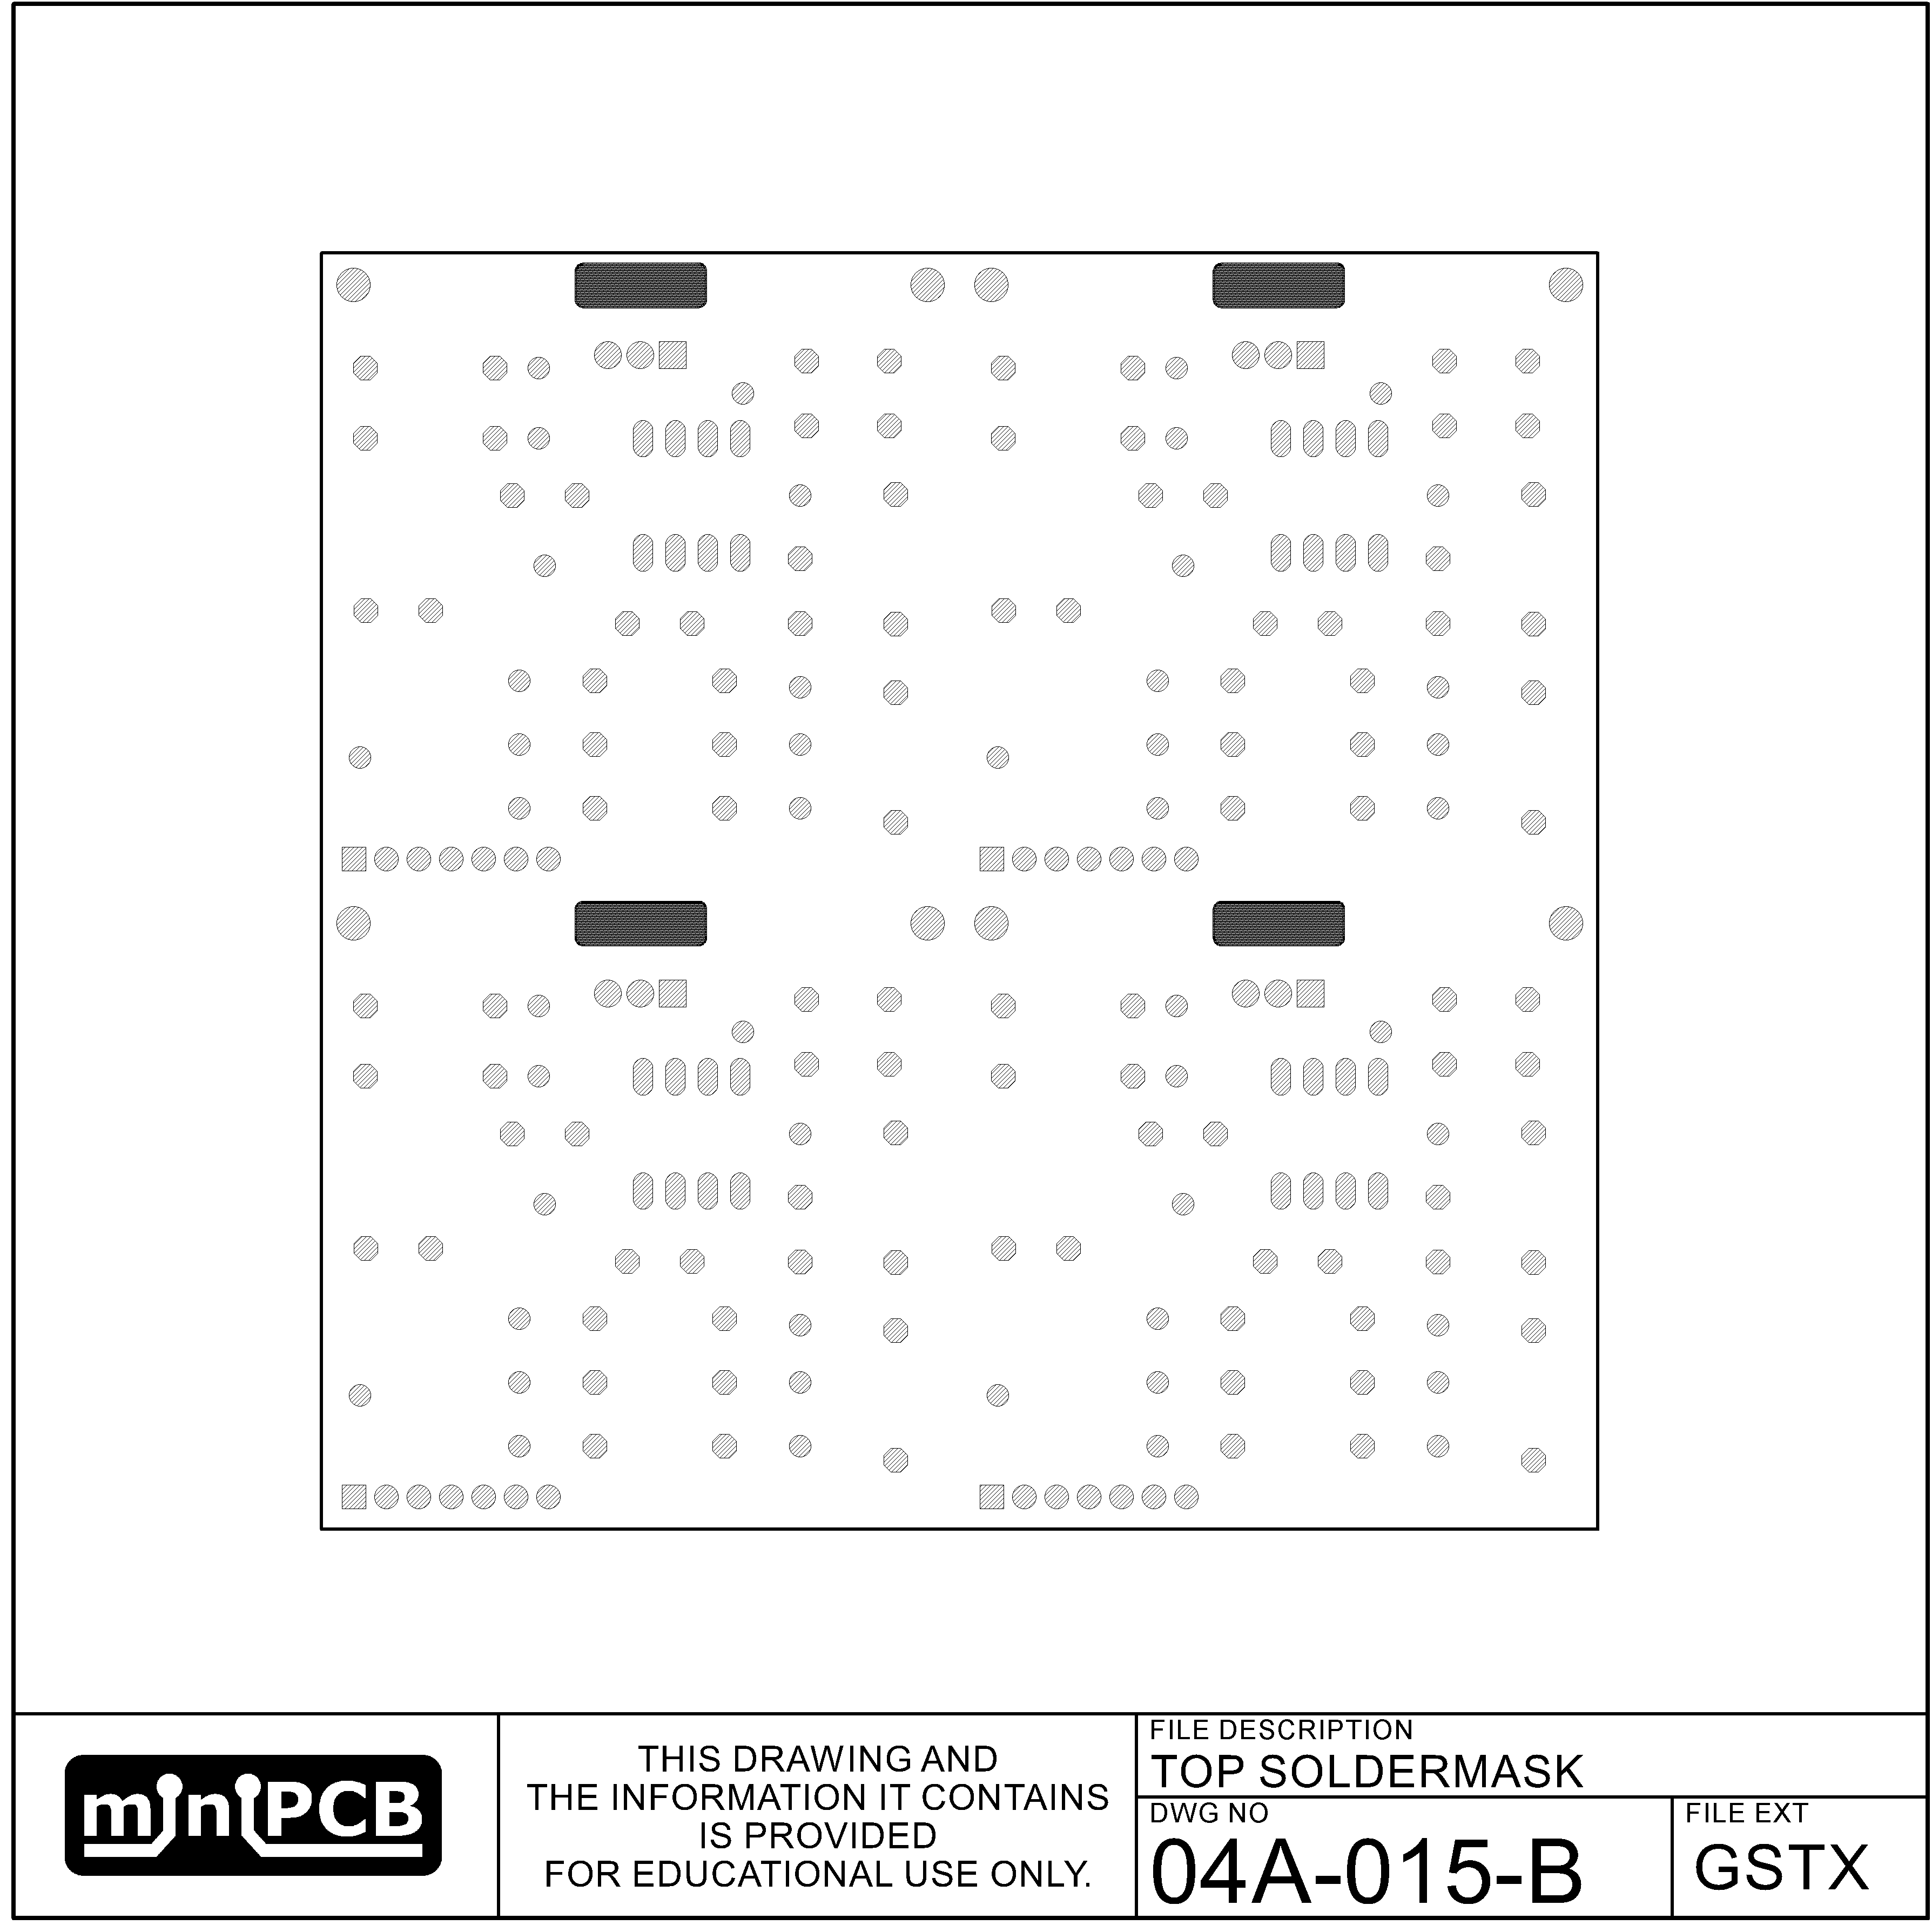 miniPCB
THIS DRAWING AND
THE INFORMATION IT CONTAINS
IS PROVIDED
FOR EDUCATIONAL USE ONLY.
FILE DESCRIPTION
TOP SOLDERMASK
DWG NO
04A-015-B
FILE EXT
GSTX